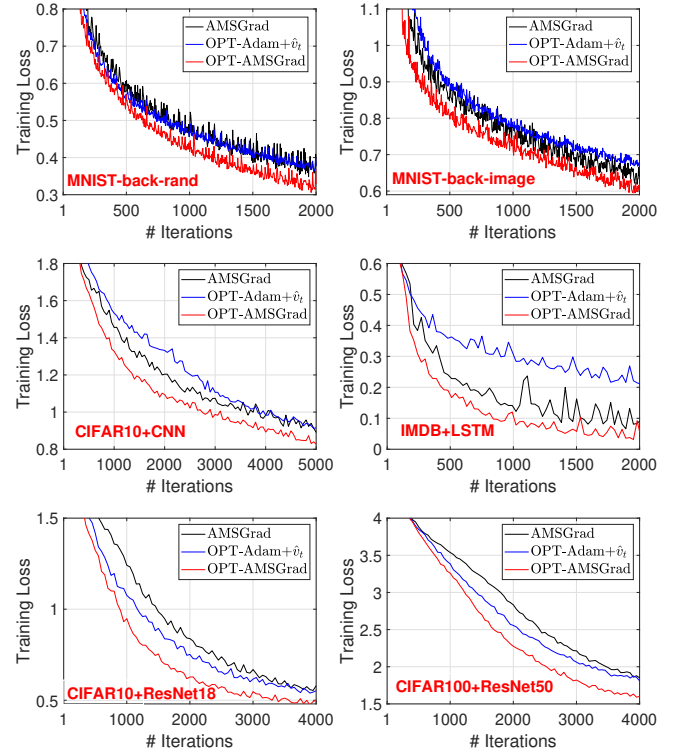 0.8
0.7
0.6
0.5
0.4
0.3
Training Loss
AMSGrad
OPT-Adam+v̂ₜ
OPT-AMSGrad
MNIST-back-rand
1 500 1000 1500 2000
# Iterations
1.1
1
0.9
0.8
0.7
0.6
Training Loss
AMSGrad
OPT-Adam+v̂ₜ
OPT-AMSGrad
MNIST-back-image
1 500 1000 1500 2000
# Iterations
1.8
1.6
1.4
1.2
1
0.8
Training Loss
AMSGrad
OPT-Adam+v̂ₜ
OPT-AMSGrad
CIFAR10+CNN
1 1000 2000 3000 4000 5000
# Iterations
0.6
0.5
0.4
0.3
0.2
0.1
0
Training Loss
AMSGrad
OPT-Adam+v̂ₜ
OPT-AMSGrad
IMDB+LSTM
1 500 1000 1500 2000
# Iterations
1.5
1
0.5
Training Loss
AMSGrad
OPT-Adam+v̂ₜ
OPT-AMSGrad
CIFAR10+ResNet18
1 1000 2000 3000 4000
# Iterations
4
3.5
3
2.5
2
1.5
Training Loss
AMSGrad
OPT-Adam+v̂ₜ
OPT-AMSGrad
CIFAR100+ResNet50
1 1000 2000 3000 4000
# Iterations